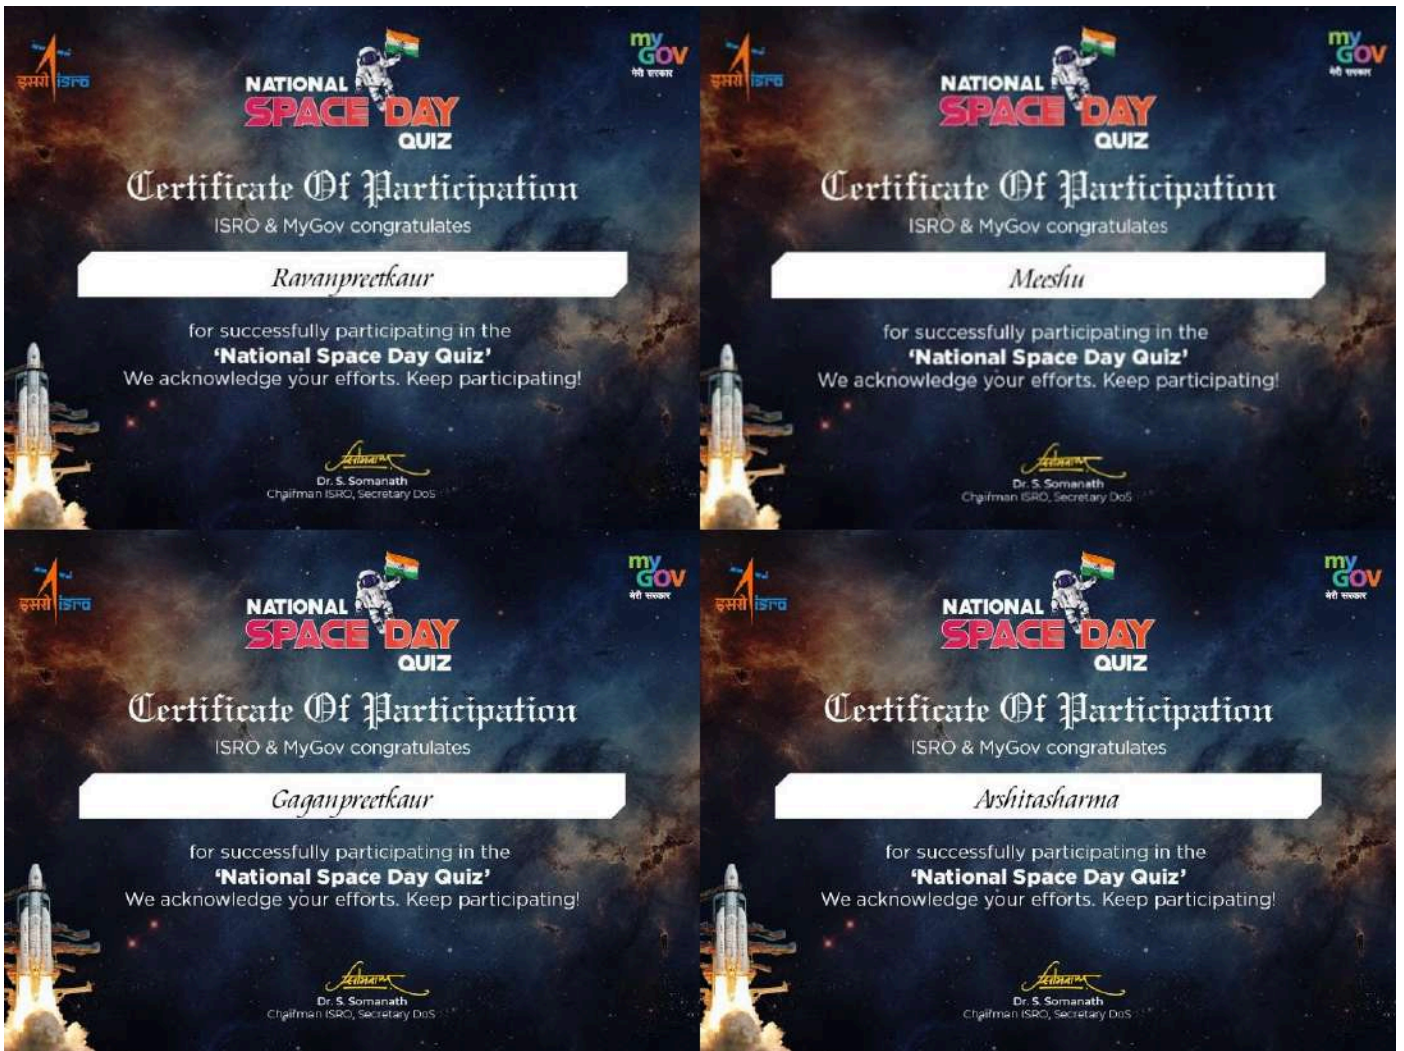 इसरो isro
my
GOV
मेरी सरकार
NATIONAL
SPACE DAY
QUIZ
Certificate Of Participation
ISRO & MyGov congratulates
Ravanpreetkaur
for successfully participating in the
‘National Space Day Quiz’
We acknowledge your efforts. Keep participating!
Dr. S. Somanath
Chairman ISRO, Secretary DoS
इसरो isro
my
GOV
मेरी सरकार
NATIONAL
SPACE DAY
QUIZ
Certificate Of Participation
ISRO & MyGov congratulates
Meeshu
for successfully participating in the
‘National Space Day Quiz’
We acknowledge your efforts. Keep participating!
Dr. S. Somanath
Chairman ISRO, Secretary DoS
इसरो isro
my
GOV
मेरी सरकार
NATIONAL
SPACE DAY
QUIZ
Certificate Of Participation
ISRO & MyGov congratulates
Gaganpreetkaur
for successfully participating in the
‘National Space Day Quiz’
We acknowledge your efforts. Keep participating!
Dr. S. Somanath
Chairman ISRO, Secretary DoS
इसरो isro
my
GOV
मेरी सरकार
NATIONAL
SPACE DAY
QUIZ
Certificate Of Participation
ISRO & MyGov congratulates
Arshitasharma
for successfully participating in the
‘National Space Day Quiz’
We acknowledge your efforts. Keep participating!
Dr. S. Somanath
Chairman ISRO, Secretary DoS